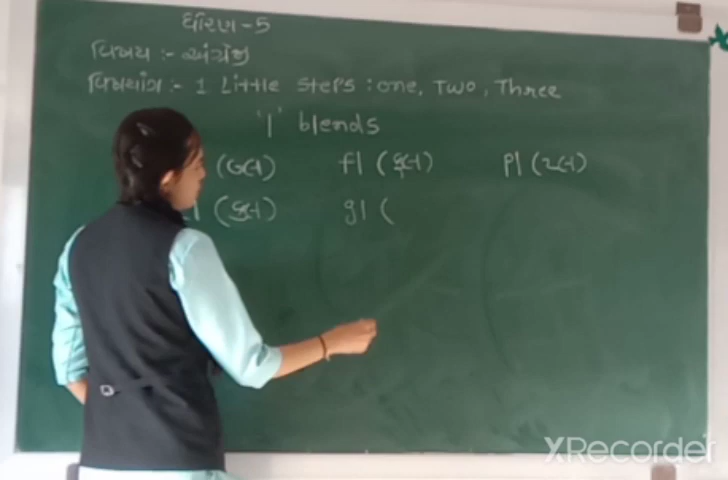 ધોરણ-5
વિષય :- અંગ્રેજી
વિષયાંગ :- 1 Little steps : one, Two, Three
'l' blends
(બ્લ) fl (ફ્લ) pl (પ્લ)
l (ક્લ) gl (
XRecorder